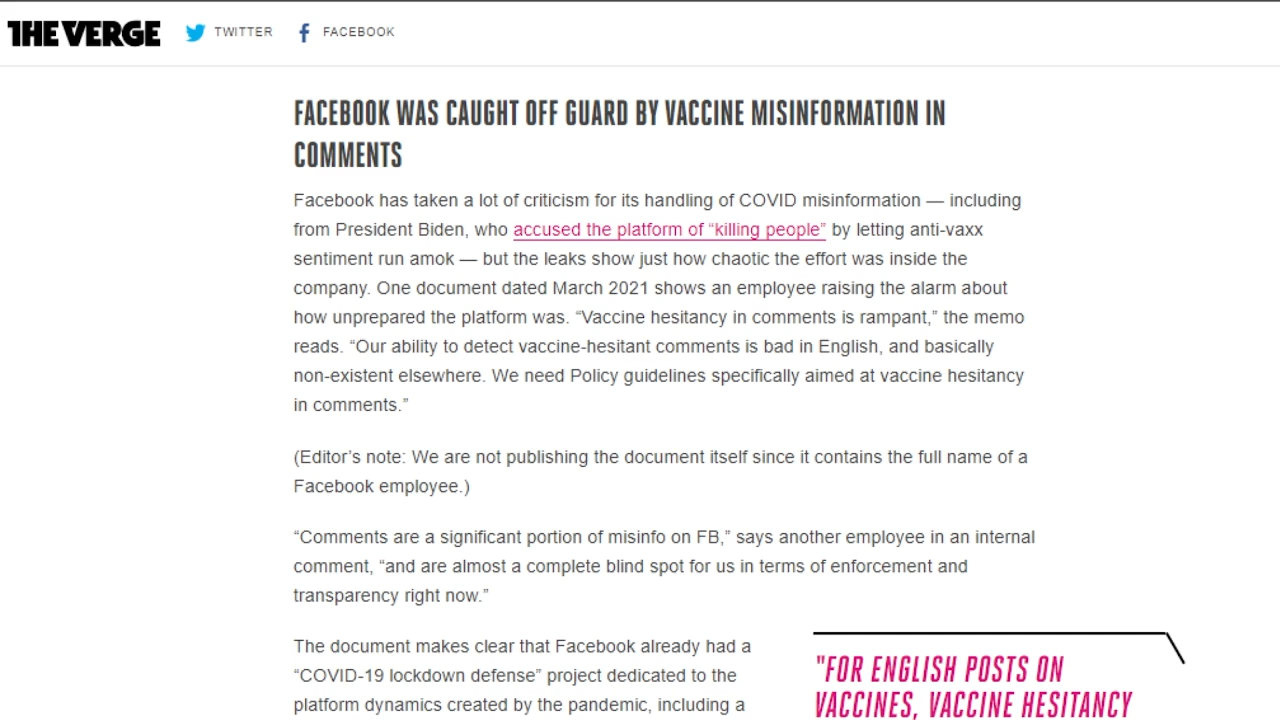 THE VERGE
TWITTER
FACEBOOK
FACEBOOK WAS CAUGHT OFF GUARD BY VACCINE MISINFORMATION IN
COMMENTS
Facebook has taken a lot of criticism for its handling of COVID misinformation — including
from President Biden, who accused the platform of “killing people” by letting anti-vaxx
sentiment run amok — but the leaks show just how chaotic the effort was inside the
company. One document dated March 2021 shows an employee raising the alarm about
how unprepared the platform was. “Vaccine hesitancy in comments is rampant,” the memo
reads. “Our ability to detect vaccine-hesitant comments is bad in English, and basically
non-existent elsewhere. We need Policy guidelines specifically aimed at vaccine hesitancy
in comments.”
(Editor’s note: We are not publishing the document itself since it contains the full name of a
Facebook employee.)
“Comments are a significant portion of misinfo on FB,” says another employee in an internal
comment, “and are almost a complete blind spot for us in terms of enforcement and
transparency right now.”
The document makes clear that Facebook already had a
“COVID-19 lockdown defense” project dedicated to the
platform dynamics created by the pandemic, including a
"FOR ENGLISH POSTS ON
VACCINES, VACCINE HESITANCY